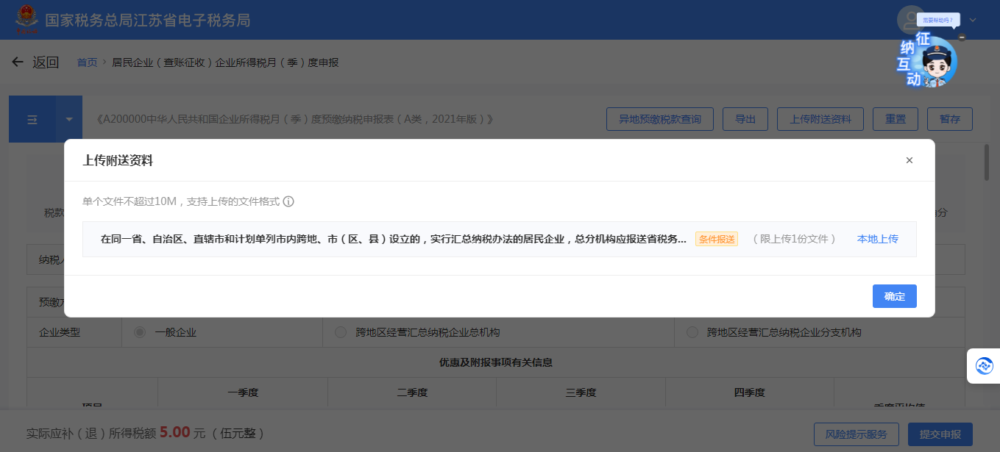 国家税务总局江苏省电子税务局
需要帮助吗？
征纳互动
返回 首页 居民企业（查账征收）企业所得税月（季）度申报
《A200000中华人民共和国企业所得税月（季）度预缴纳税申报表（A类，2021年版）》 异地预缴税款查询 导出 上传附送资料 重置 暂存
上传附送资料 ×
单个文件不超过10M，支持上传的文件格式
税款
分
在同一省、自治区、直辖市和计划单列市内跨地、市（区、县）设立的，实行汇总纳税办法的居民企业，总分机构应报送省税务... 条件报送 （限上传1份文件） 本地上传
纳税人
确定
预缴
企业类型 一般企业 跨地区经营汇总纳税企业总机构 跨地区经营汇总纳税企业分支机构
优惠及附报事项有关信息
一季度 二季度 三季度 四季度
项目 季度平均值
实际应补（退）所得税额 5.00 元（伍元整） 风险提示服务 提交申报